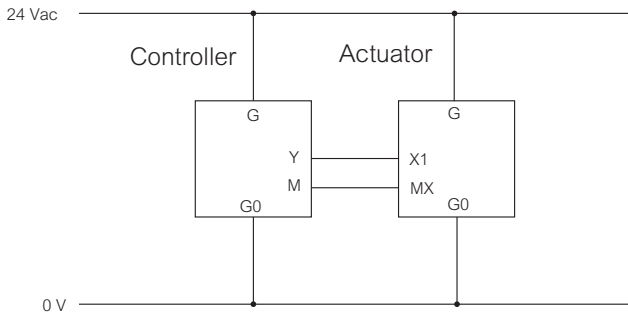 24 Vac
Controller
Actuator
G
G
Y
X1
M
MX
G0
G0
0 V